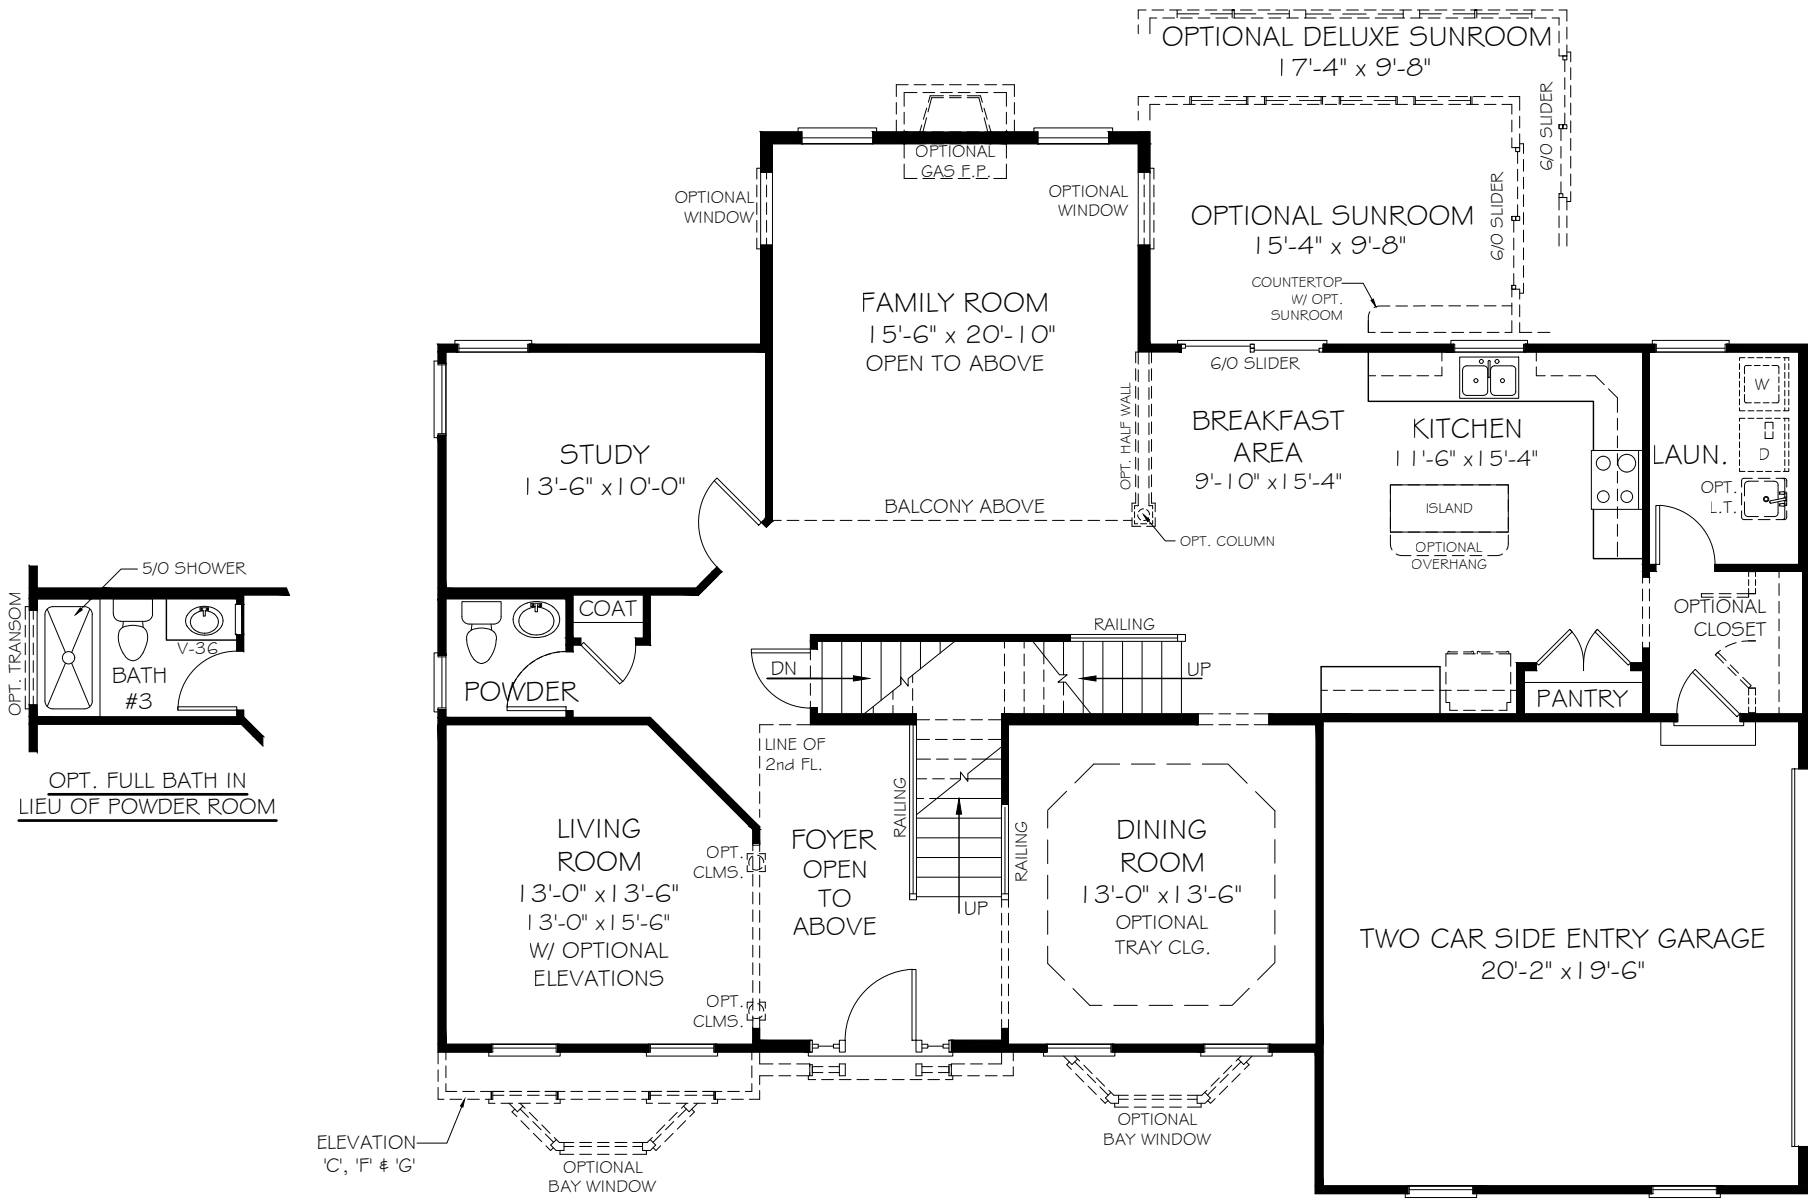 OPTIONAL DELUXE SUNROOM
17'-4" x 9'-8"
6/0 SLIDER
OPTIONAL SUNROOM
15'-4" x 9'-8"
6/0 SLIDER
COUNTERTOP
W/ OPT.
SUNROOM
OPTIONAL
GAS F.P.
OPTIONAL
WINDOW
OPTIONAL
WINDOW
FAMILY ROOM
15'-6" x 20'-10"
OPEN TO ABOVE
6/0 SLIDER
OPT. HALF WALL
BREAKFAST
AREA
9'-10" x15'-4"
KITCHEN
11'-6" x15'-4"
ISLAND
OPTIONAL
OVERHANG
W
D
LAUN.
OPT.
L.T.
STUDY
13'-6" x10'-0"
BALCONY ABOVE
OPT. COLUMN
5/0 SHOWER
OPT. TRANSOM
V-36
BATH
#3
OPT. FULL BATH IN
LIEU OF POWDER ROOM
COAT
POWDER
RAILING
DN
UP
OPTIONAL
CLOSET
PANTRY
LINE OF
2nd FL.
RAILING
RAILING
UP
LIVING
ROOM
13'-0" x13'-6"
13'-0" x15'-6"
W/ OPTIONAL
ELEVATIONS
OPT.
CLMS.
OPT.
CLMS.
FOYER
OPEN
TO
ABOVE
DINING
ROOM
13'-0" x13'-6"
OPTIONAL
TRAY CLG.
TWO CAR SIDE ENTRY GARAGE
20'-2" x19'-6"
ELEVATION
'C', 'F' & 'G'
OPTIONAL
BAY WINDOW
OPTIONAL
BAY WINDOW